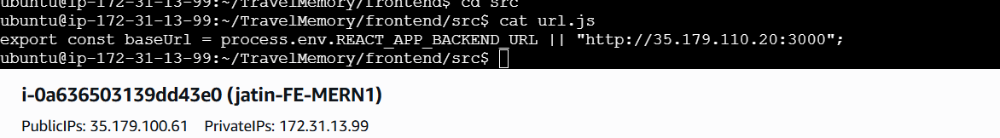 ubuntu@ip-172-31-13-99:~/TravelMemory/frontend$ cd src
ubuntu@ip-172-31-13-99:~/TravelMemory/frontend/src$ cat url.js
export const baseUrl = process.env.REACT_APP_BACKEND_URL || "http://35.179.110.20:3000";
ubuntu@ip-172-31-13-99:~/TravelMemory/frontend/src$
i-0a636503139dd43e0 (jatin-FE-MERN1)
PublicIPs: 35.179.100.61 PrivateIPs: 172.31.13.99